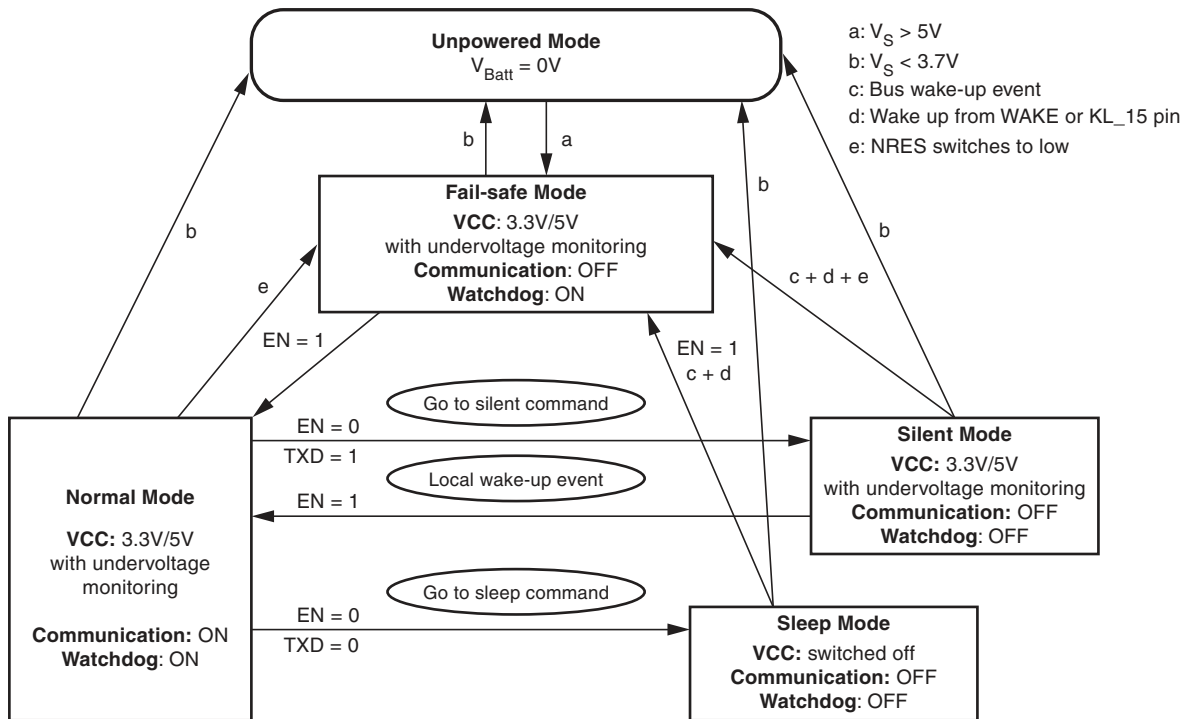 Unpowered Mode
V_Batt = 0V
a: V_S > 5V
b: V_S < 3.7V
c: Bus wake-up event
d: Wake up from WAKE or KL_15 pin
e: NRES switches to low
b
a
b
b
b
Fail-safe Mode
VCC: 3.3V/5V
with undervoltage monitoring
Communication: OFF
Watchdog: ON
e
c + d + e
EN = 1
EN = 1
c + d
Go to silent command
EN = 0
TXD = 1
Local wake-up event
EN = 1
Silent Mode
VCC: 3.3V/5V
with undervoltage monitoring
Communication: OFF
Watchdog: OFF
Normal Mode
VCC: 3.3V/5V
with undervoltage
monitoring
Communication: ON
Watchdog: ON
Go to sleep command
EN = 0
TXD = 0
Sleep Mode
VCC: switched off
Communication: OFF
Watchdog: OFF